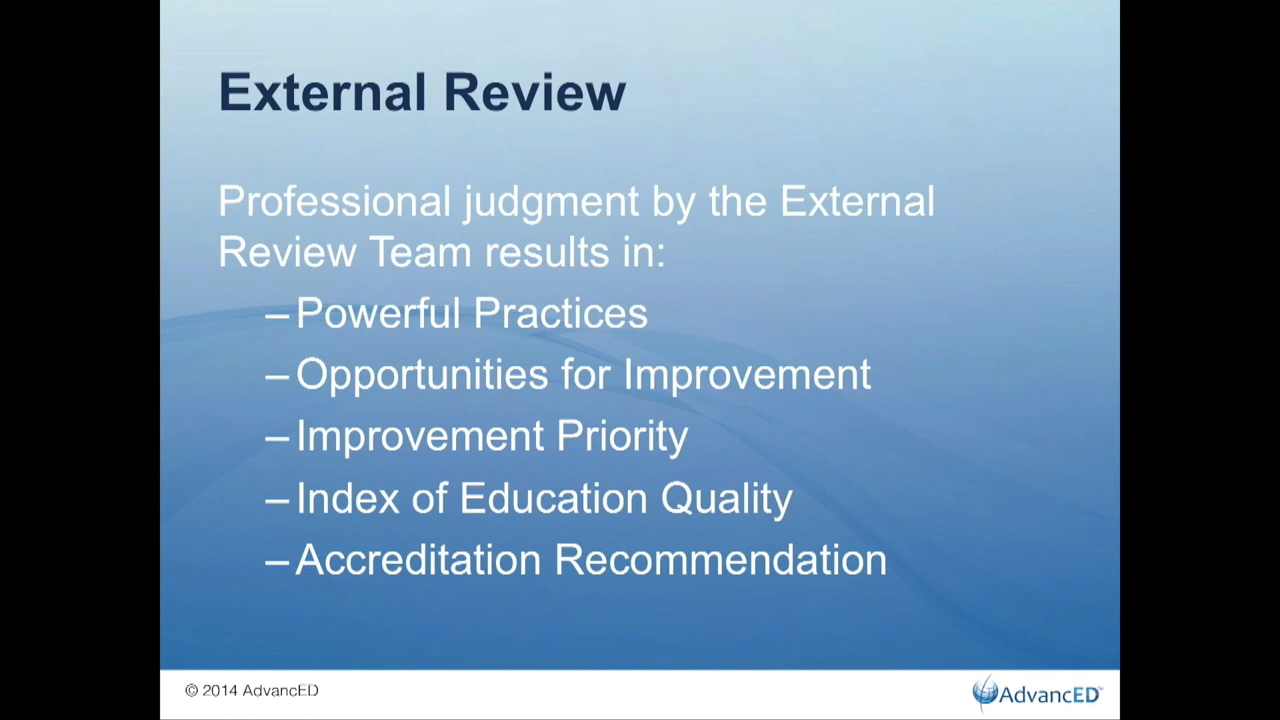 External Review
Professional judgment by the External
Review Team results in:
– Powerful Practices
– Opportunities for Improvement
– Improvement Priority
– Index of Education Quality
– Accreditation Recommendation
© 2014 AdvancED
AdvancED™